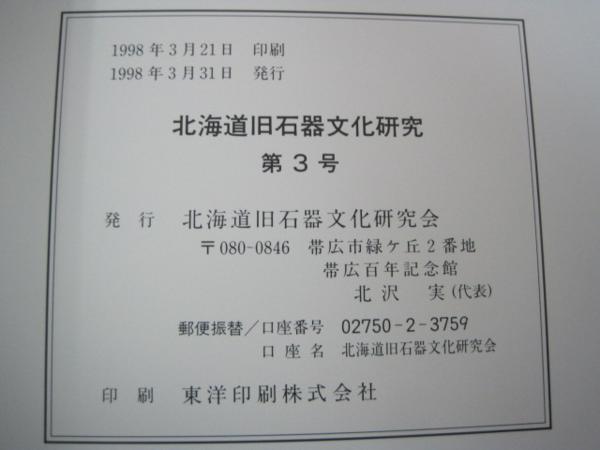 1998年3月21日 印刷
1998年3月31日 発行
北海道旧石器文化研究
第3号
発行 北海道旧石器文化研究会
〒080-0846 帯広市緑ケ丘2番地
帯広百年記念館
北沢 実(代表)
郵便振替/口座番号 02750-2-3759
口座名 北海道旧石器文化研究会
印刷 東洋印刷株式会社